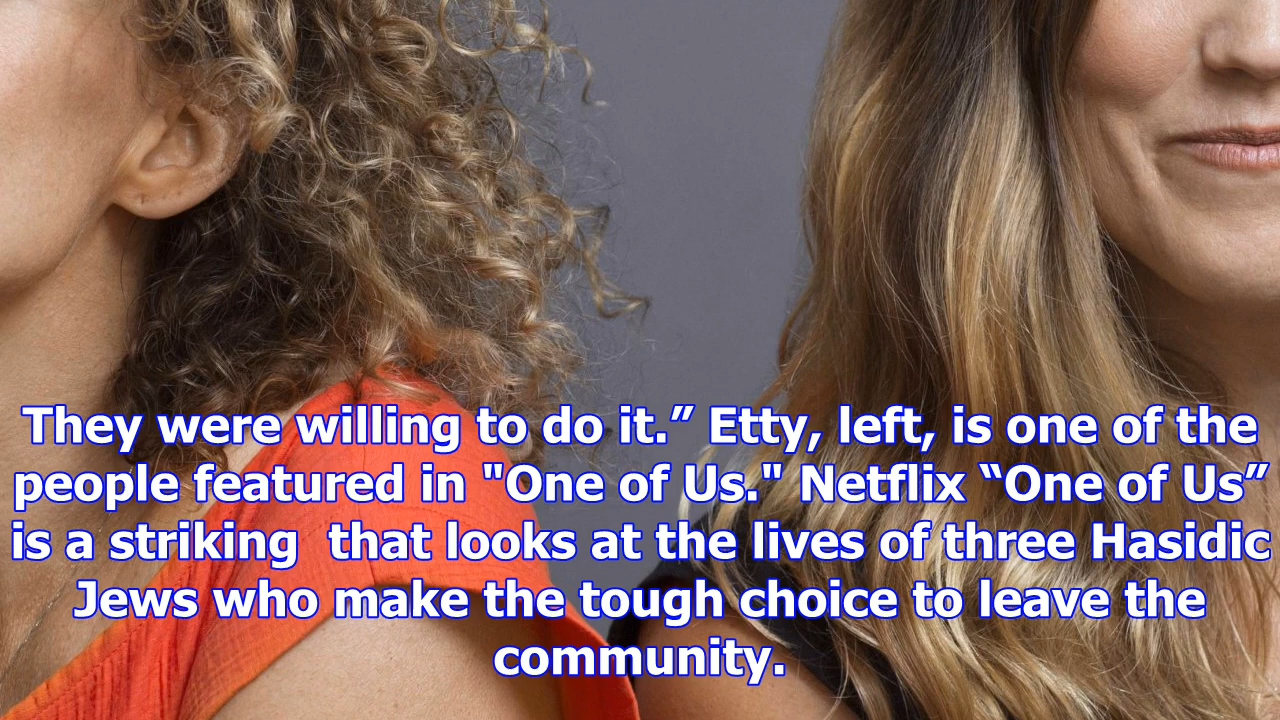 They were willing to do it.” Etty, left, is one of the
people featured in "One of Us." Netflix “One of Us”
is a striking  that looks at the lives of three Hasidic
Jews who make the tough choice to leave the
community.